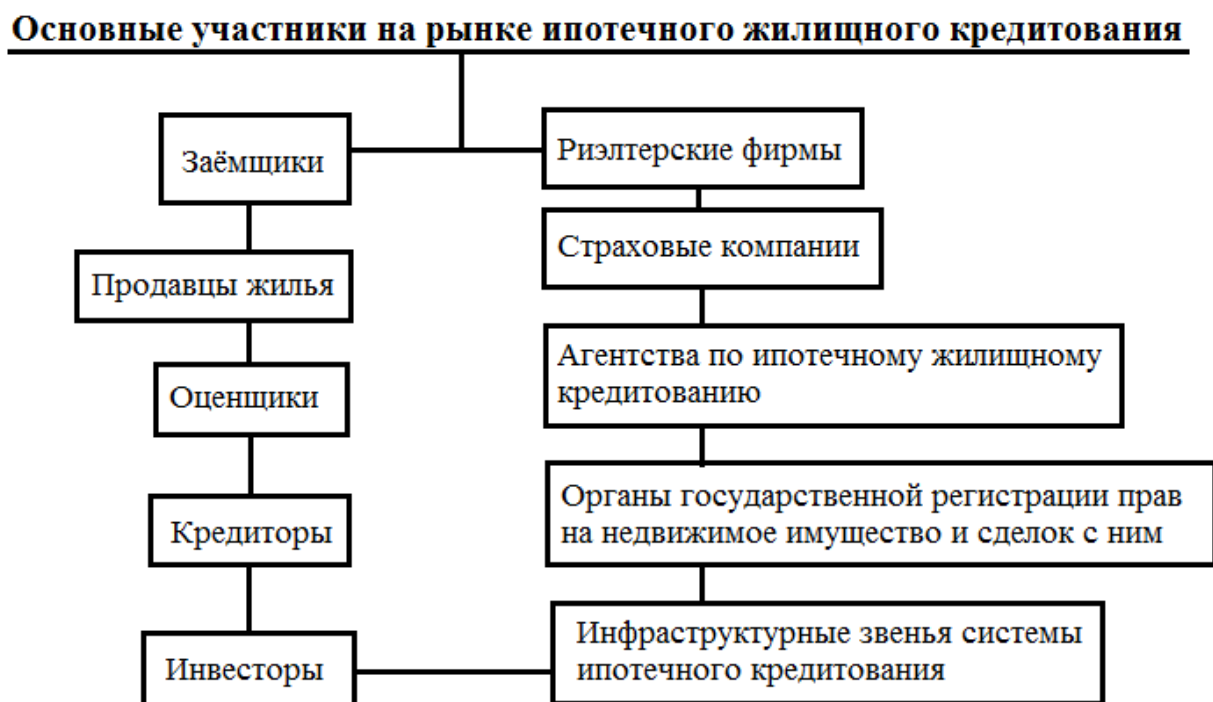 Основные участники на рынке ипотечного жилищного кредитования
Заёмщики
Продавцы жилья
Оценщики
Кредиторы
Инвесторы
Риэлтерские фирмы
Страховые компании
Агентства по ипотечному жилищному
кредитованию
Органы государственной регистрации прав
на недвижимое имущество и сделок с ним
Инфраструктурные звенья системы
ипотечного кредитования